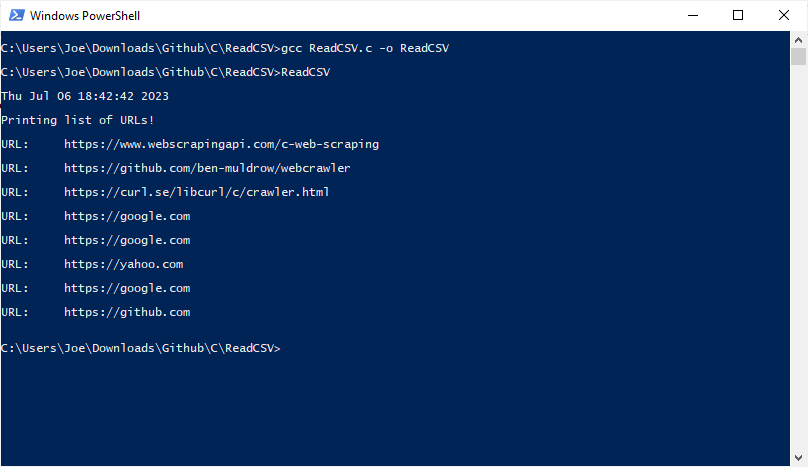 Windows PowerShell
C:\Users\Joe\Downloads\Github\C\ReadCSV>gcc ReadCSV.c -o ReadCSV
C:\Users\Joe\Downloads\Github\C\ReadCSV>ReadCSV
Thu Jul 06 18:42:42 2023
Printing list of URLs!
URL:     https://www.webscrapingapi.com/c-web-scraping
URL:     https://github.com/ben-muldrow/webcrawler
URL:     https://curl.se/libcurl/c/crawler.html
URL:     https://google.com
URL:     https://google.com
URL:     https://yahoo.com
URL:     https://google.com
URL:     https://github.com
C:\Users\Joe\Downloads\Github\C\ReadCSV>